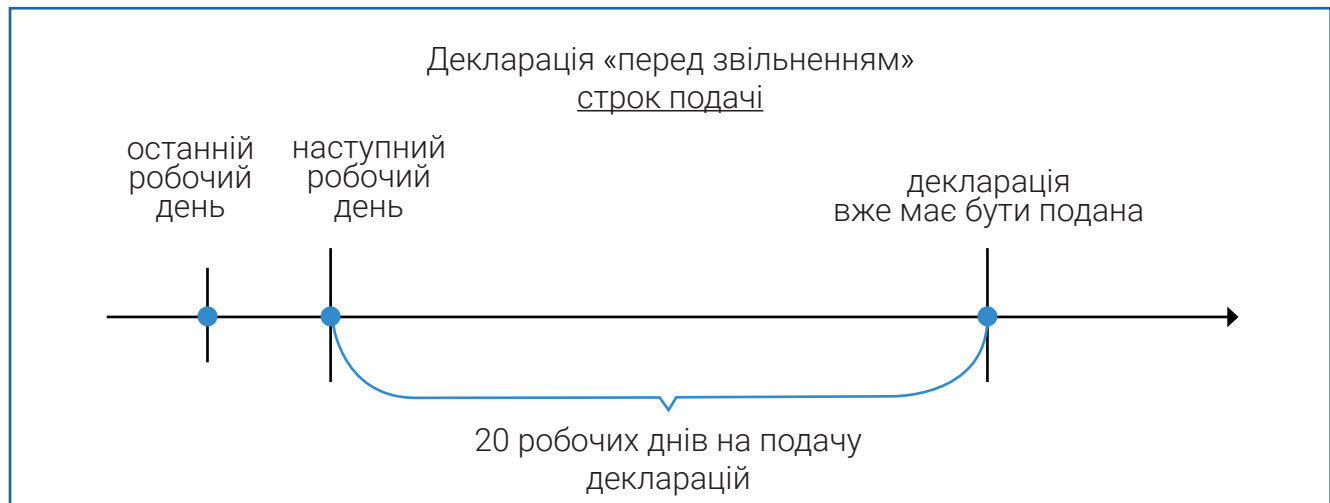 Декларація «перед звільненням»
строк подачі
останній
робочий
день
наступний
робочий
день
декларація
вже має бути подана
20 робочих днів на подачу
декларацій